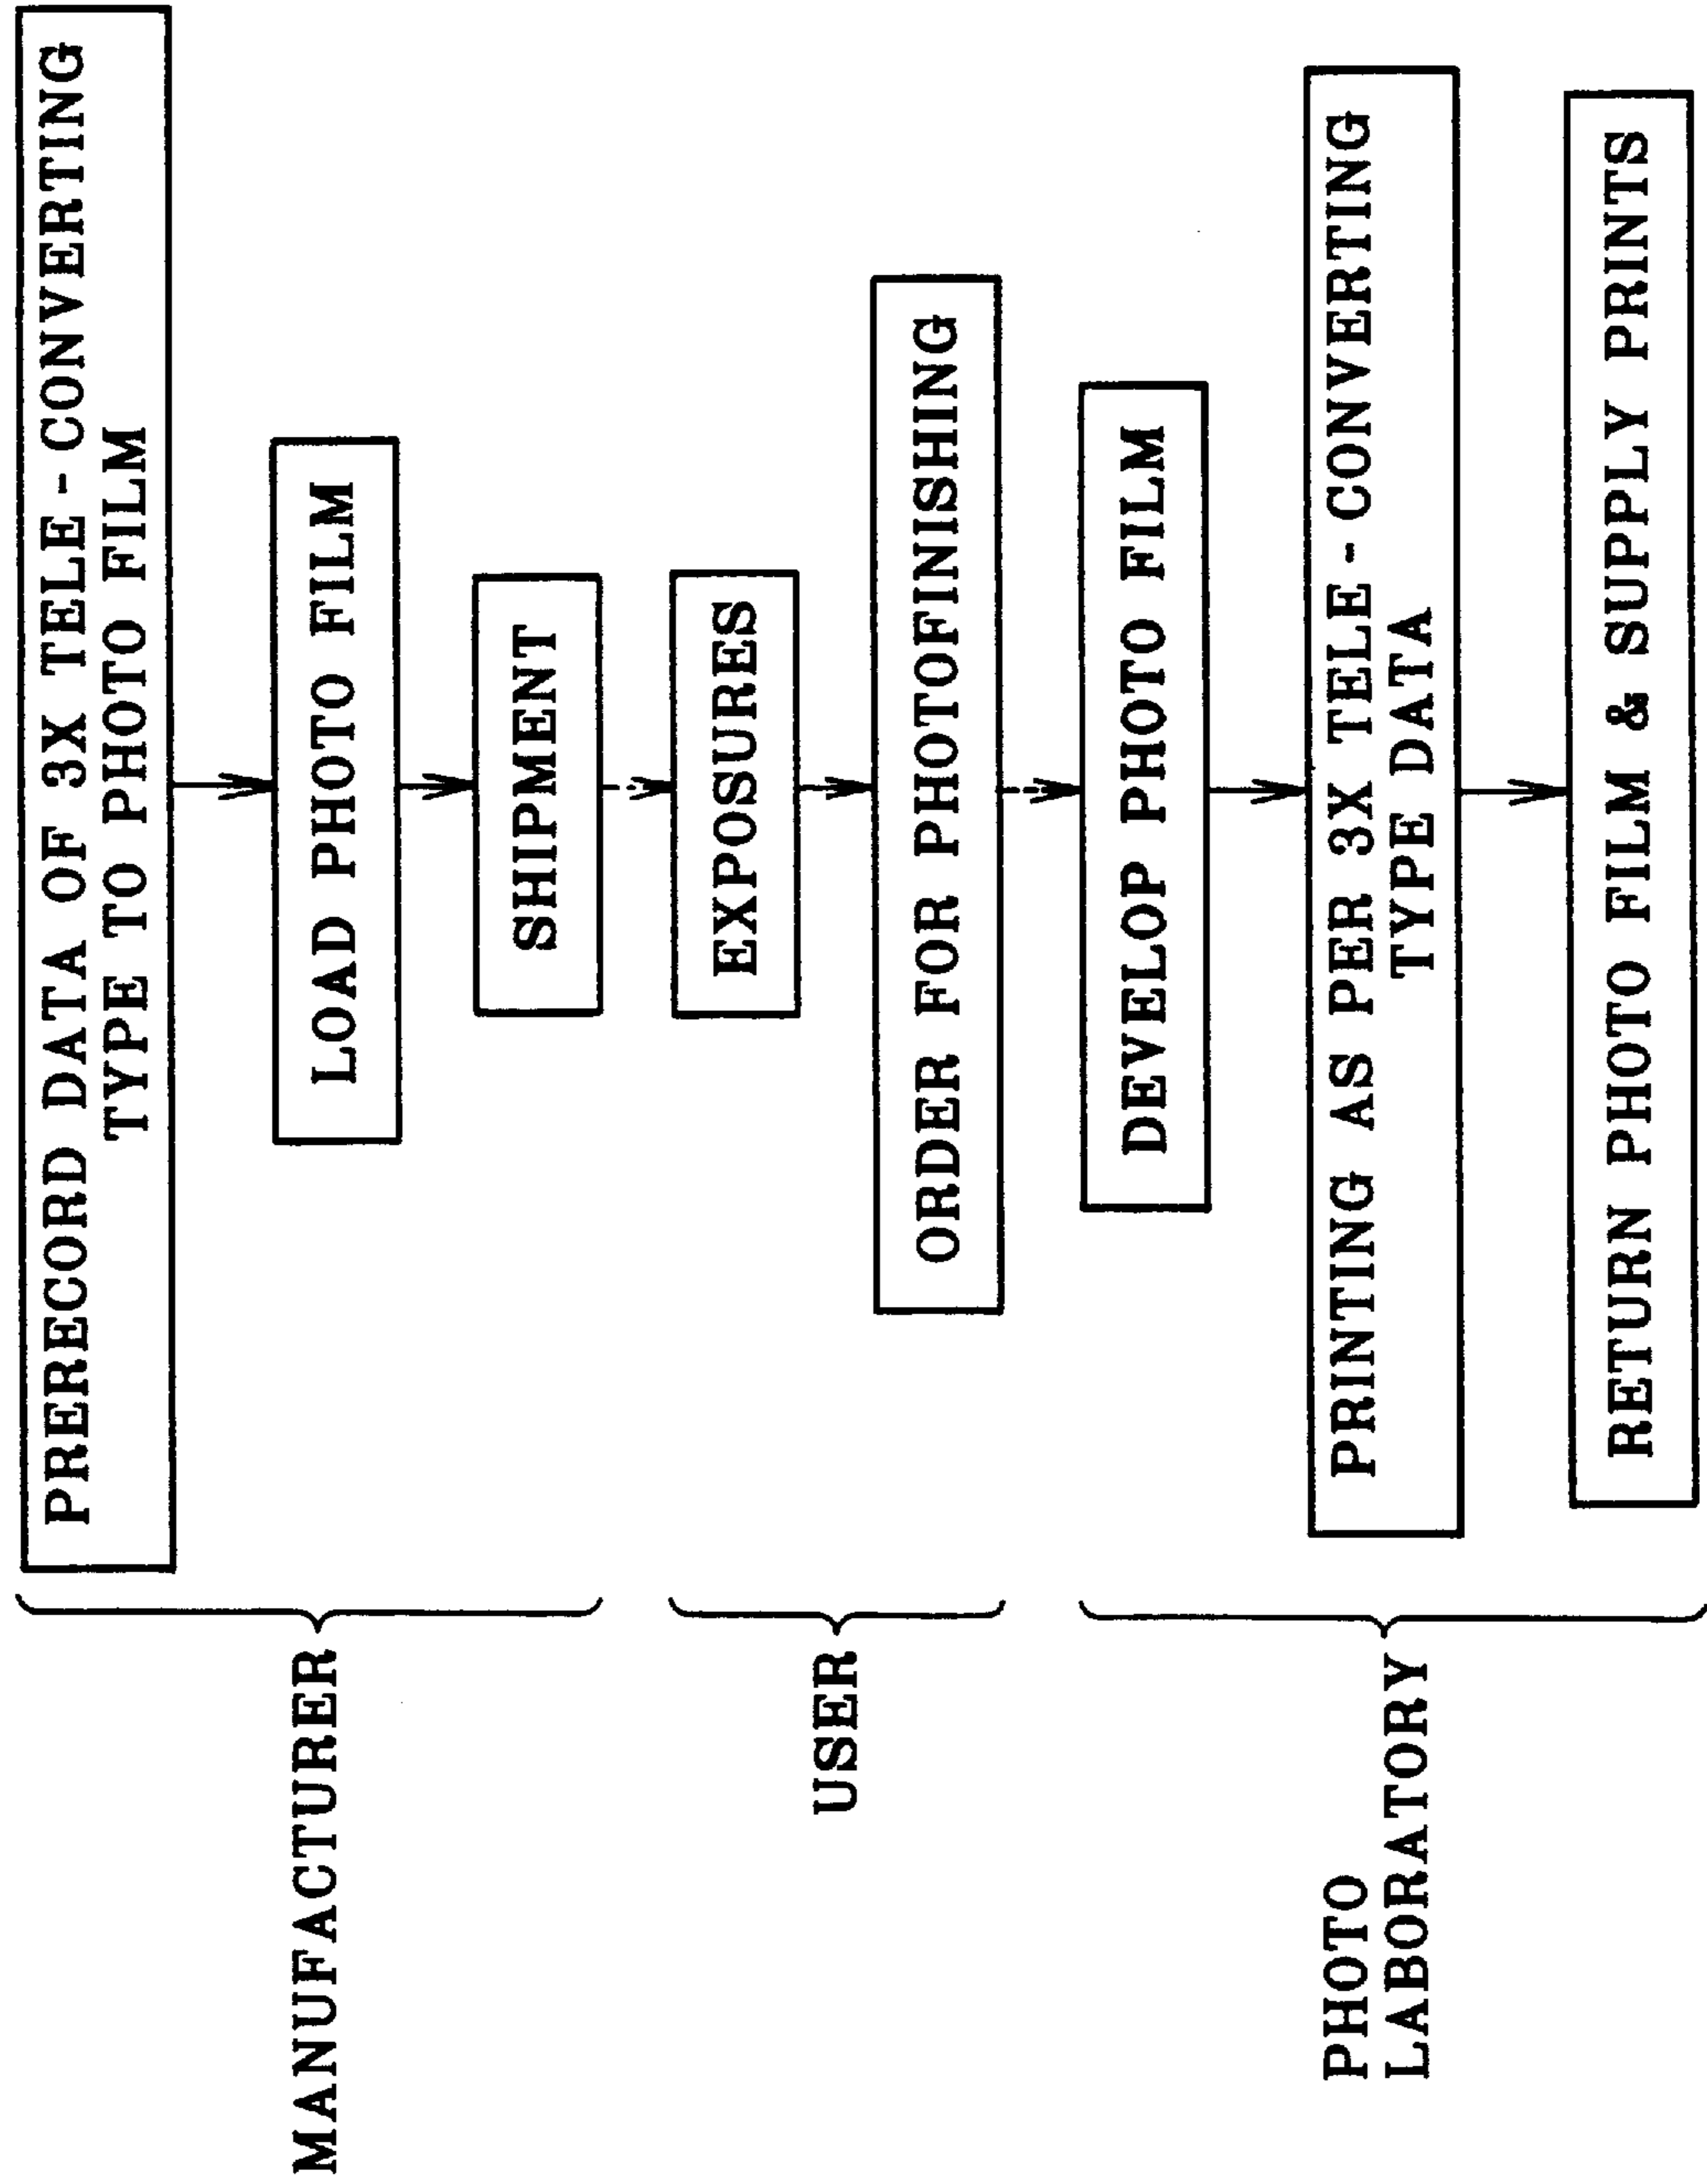 PRERECORD DATA OF 3X TELE-CONVERTING
TYPE TO PHOTO FILM
LOAD PHOTO FILM
SHIPMENT
MANUFACTURER
EXPOSURES
ORDER FOR PHOTOFINISHING
USER
DEVELOP PHOTO FILM
PRINTING AS PER 3X TELE-CONVERTING
TYPE DATA
RETURN PHOTO FILM & SUPPLY PRINTS
PHOTO
LABORATORY